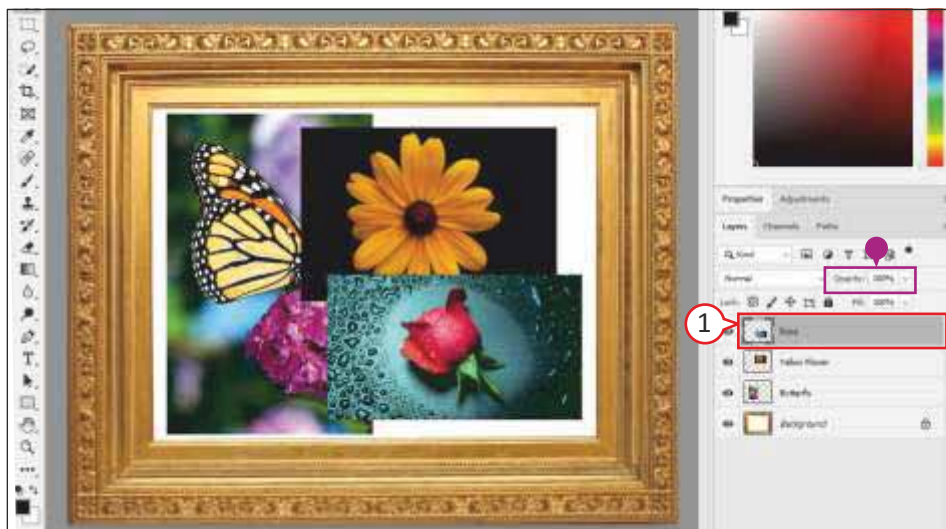 Properties Adjustments
Layers Channels Paths
Kind
Normal Opacity: 100%
Lock: Fill: 100%
1
Rose
Yellow Flower
Butterfly
Background
T